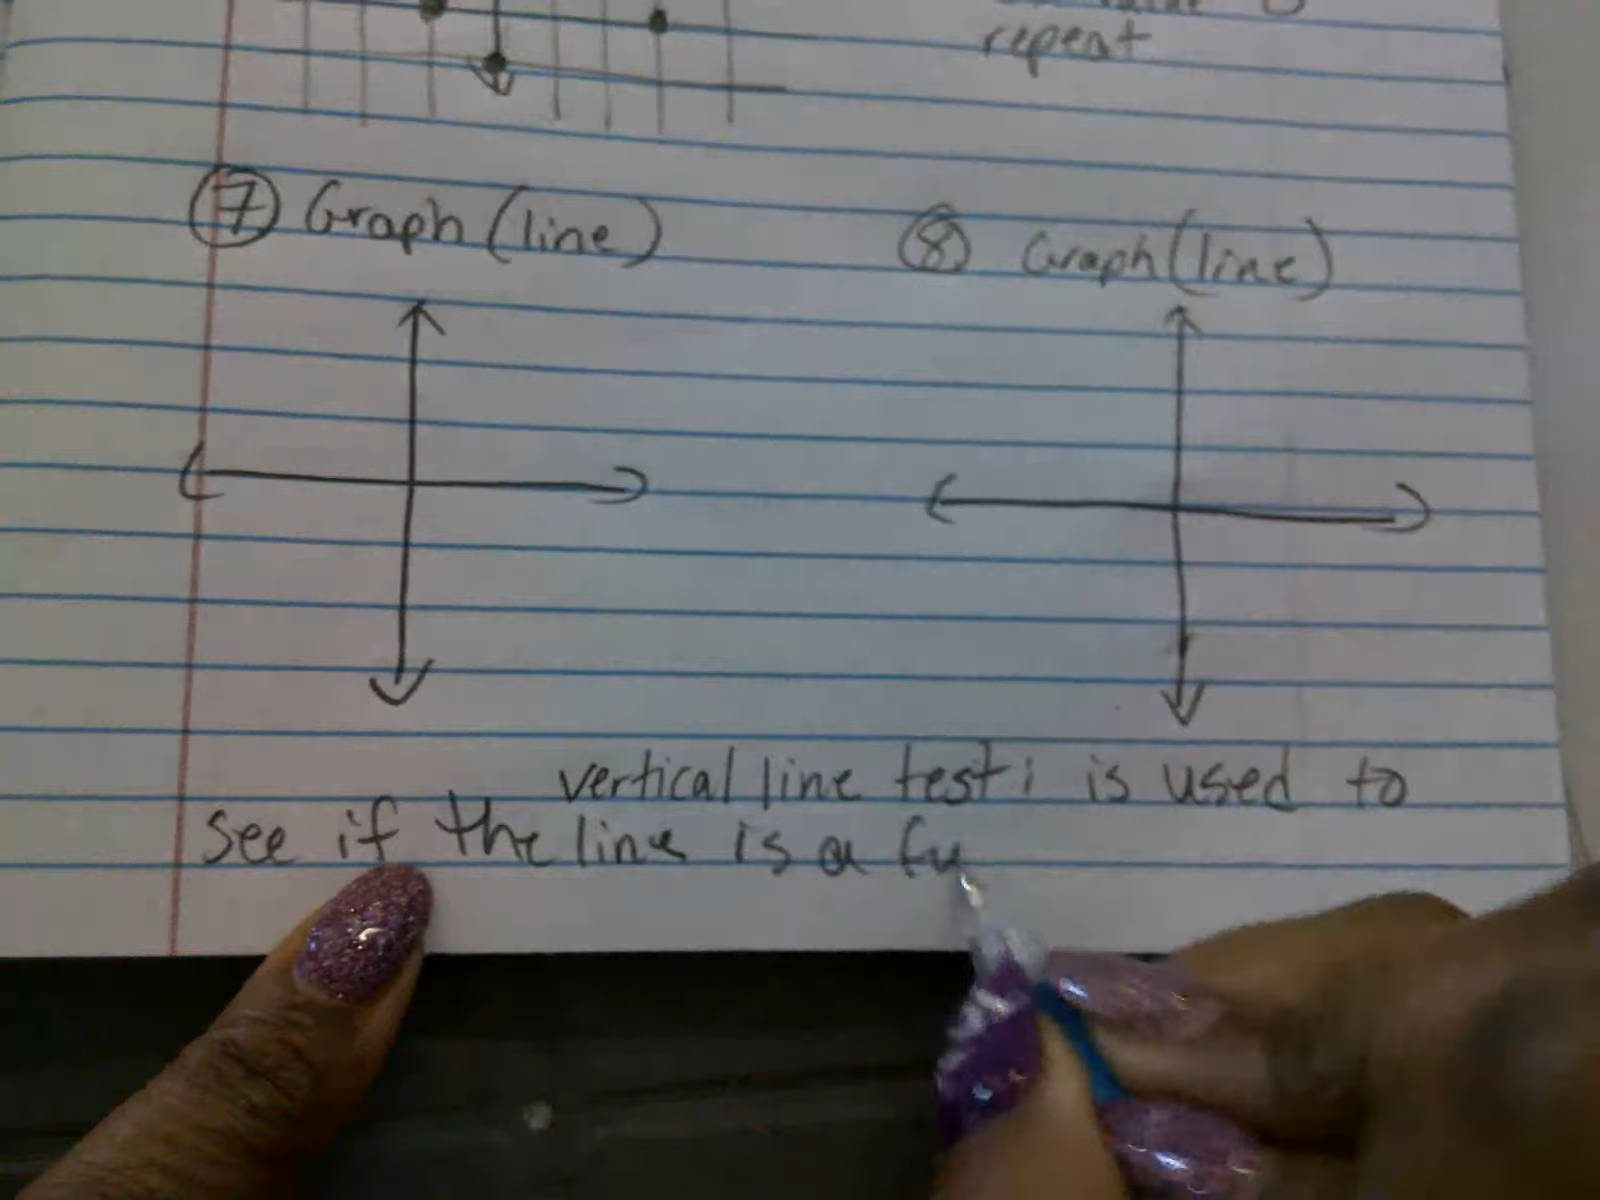 repeat
7 Graph (line)
8 Graph (line)
vertical line test: is used to
see if the line is a fu